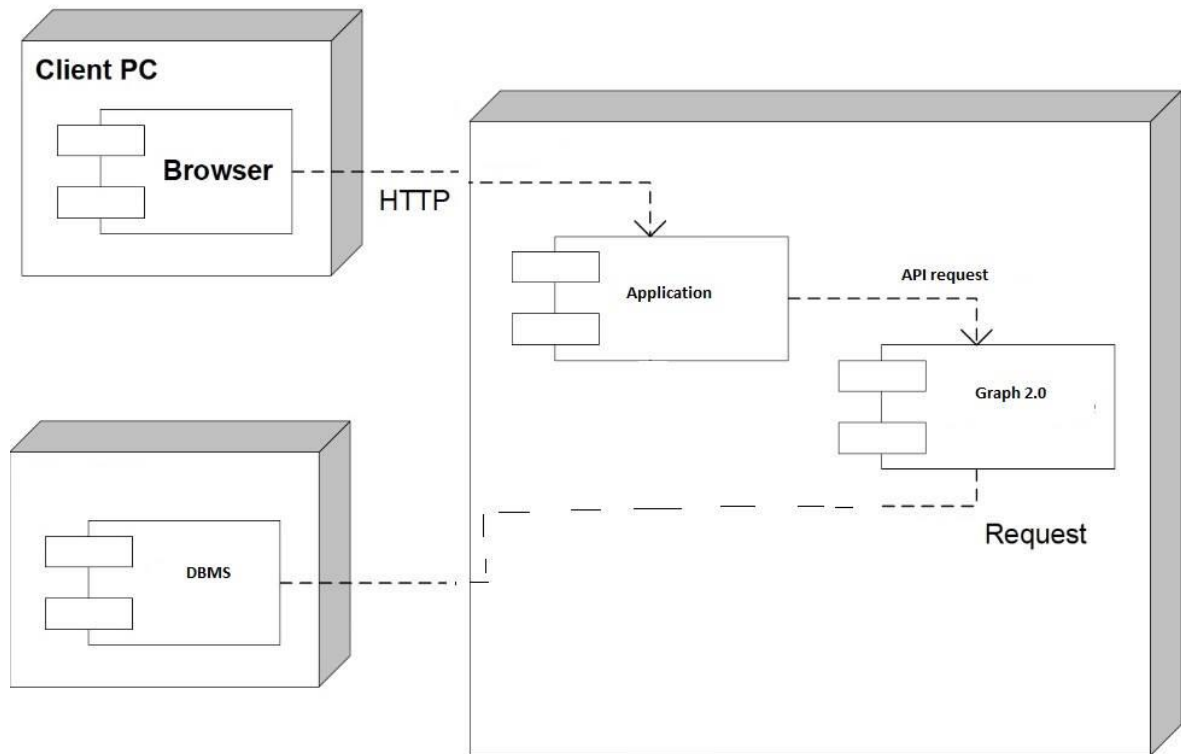 Client PC
Browser
HTTP
Application
API request
Graph 2.0
Request
DBMS